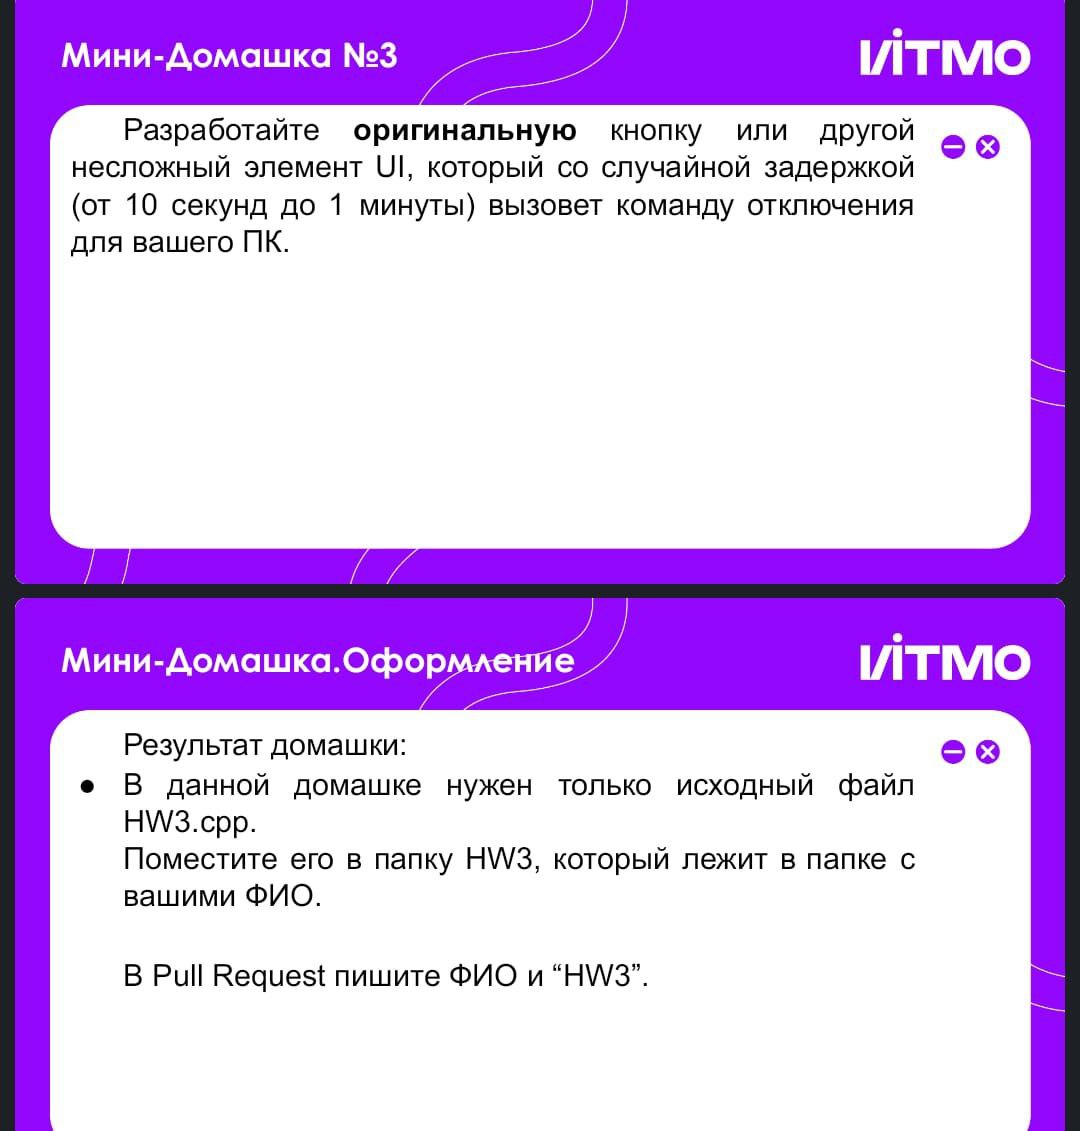 Мини-Домашка №3
ИТМО
Разработайте оригинальную кнопку или другой
несложный элемент UI, который со случайной задержкой
(от 10 секунд до 1 минуты) вызовет команду отключения
для вашего ПК.
Мини-Домашка.Оформление
ИТМО
Результат домашки:
● В данной домашке нужен только исходный файл
HW3.cpp.
Поместите его в папку HW3, который лежит в папке с
вашими ФИО.
В Pull Request пишите ФИО и “HW3”.